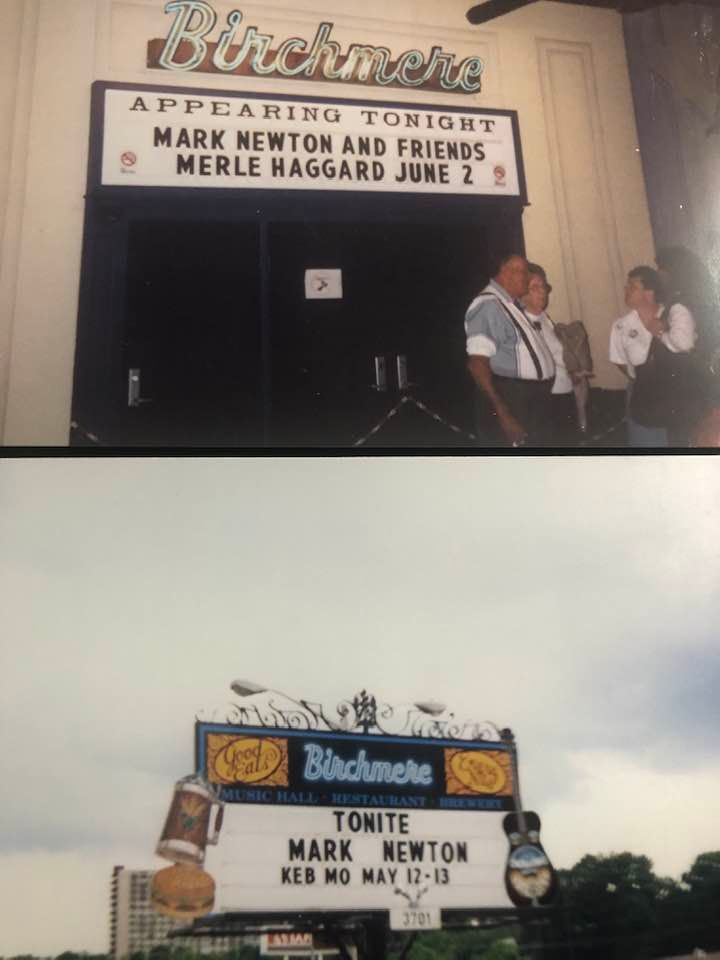 Birchmere
APPEARING TONIGHT
MARK NEWTON AND FRIENDS
MERLE HAGGARD JUNE 2
Good Eats
Birchmere
MUSIC HALL · RESTAURANT · BREWERY
TONITE
MARK NEWTON
KEB MO MAY 12-13
3701